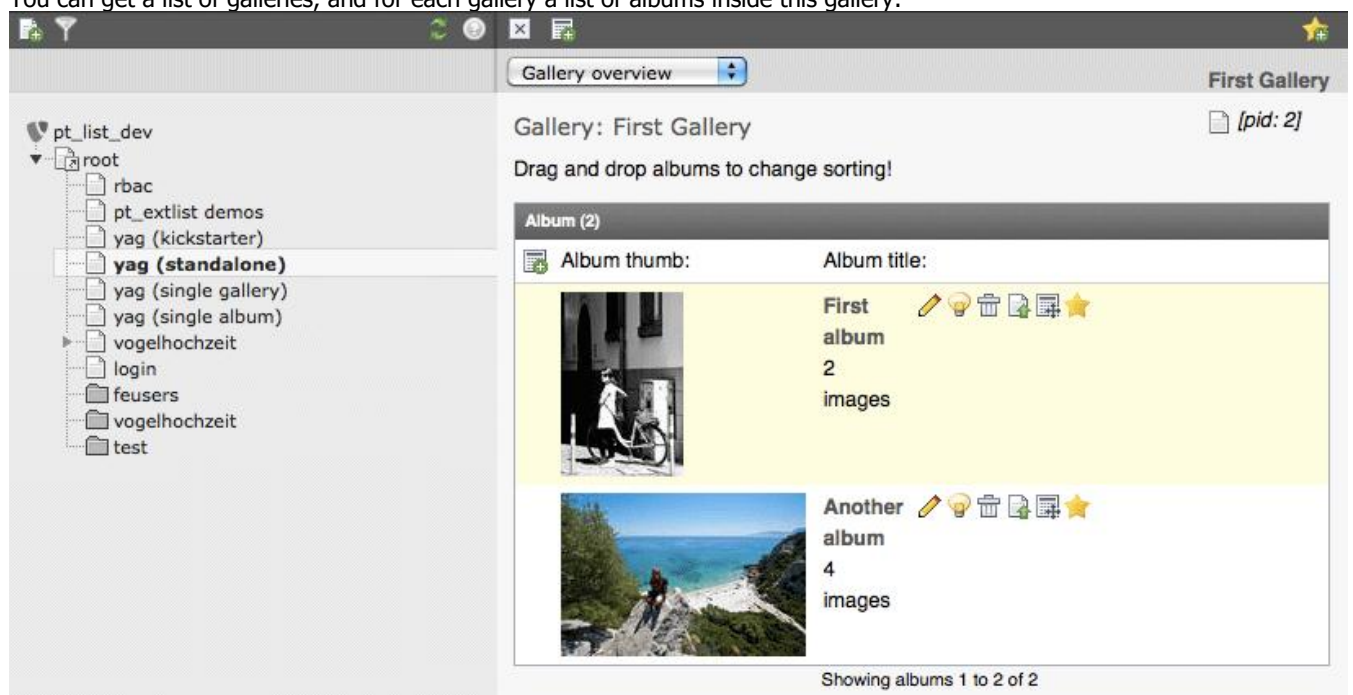 You can get a list of galleries, and for each gallery a list of albums inside this gallery.
Gallery overview
First Gallery
pt_list_dev
root
rbac
pt_extlist demos
yag (kickstarter)
yag (standalone)
yag (single gallery)
yag (single album)
vogelhochzeit
login
feusers
vogelhochzeit
test
Gallery: First Gallery
[pid: 2]
Drag and drop albums to change sorting!
Album (2)
Album thumb: Album title:
First
album
2
images
Another
album
4
images
Showing albums 1 to 2 of 2